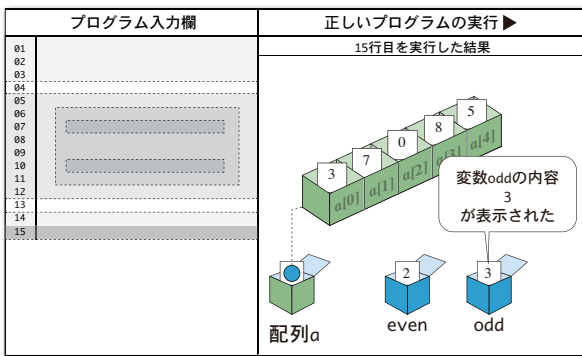 プログラム入力欄
正しいプログラムの実行 ▶
15行目を実行した結果
01
02
03
04
05
06
07
08
09
10
11
12
13
14
15
3
7
0
8
5
a[0]
a[1]
a[2]
a[3]
a[4]
変数oddの内容
3
が表示された
2
3
配列a
even
odd